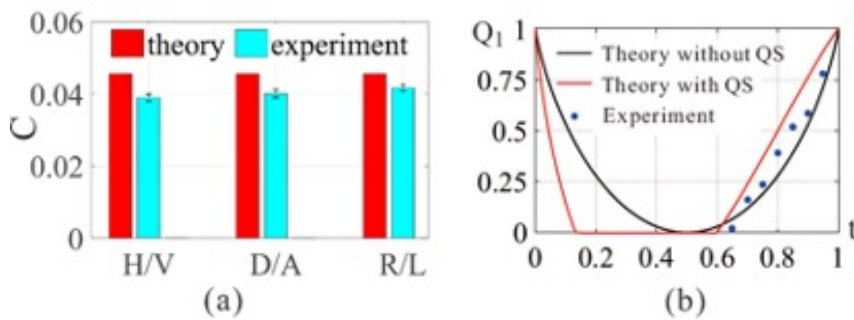 0.06
theory experiment
0.04
C
0.02
0
H/V D/A R/L
(a)
Q1 1
Theory without QS
0.75
Theory with QS
0.5
Experiment
0.25
0
t
0 0.2 0.4 0.6 0.8 1
(b)